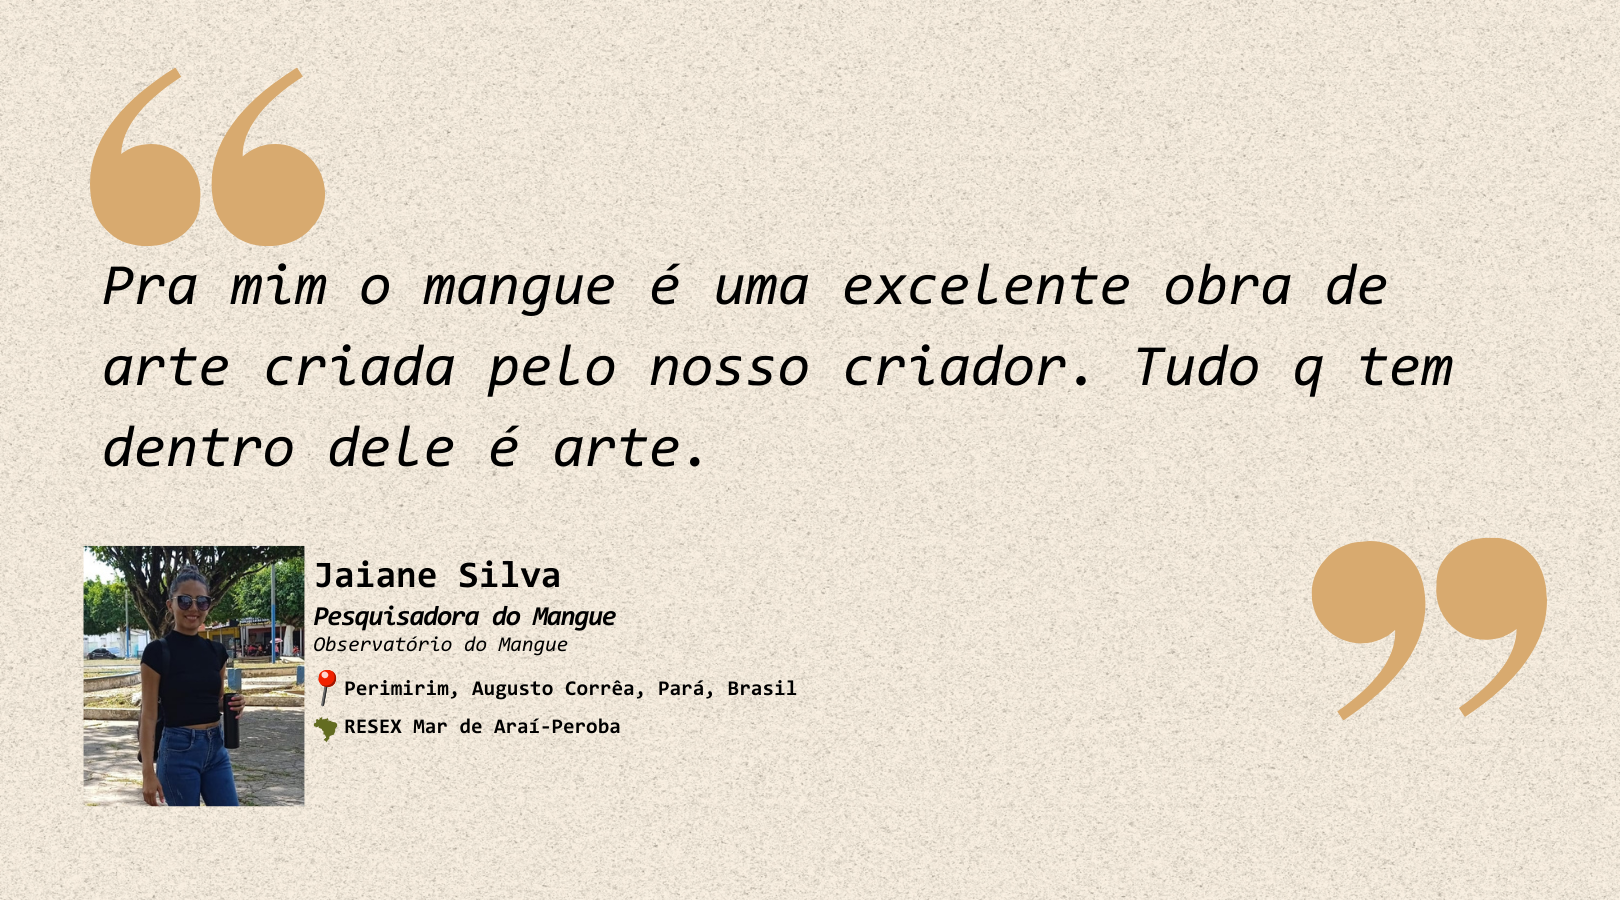 Pra mim o mangue é uma excelente obra de
arte criada pelo nosso criador. Tudo q tem
dentro dele é arte.
Jaiane Silva
Pesquisadora do Mangue
Observatório do Mangue
Perimirim, Augusto Corrêa, Pará, Brasil
RESEX Mar de Araí-Peroba